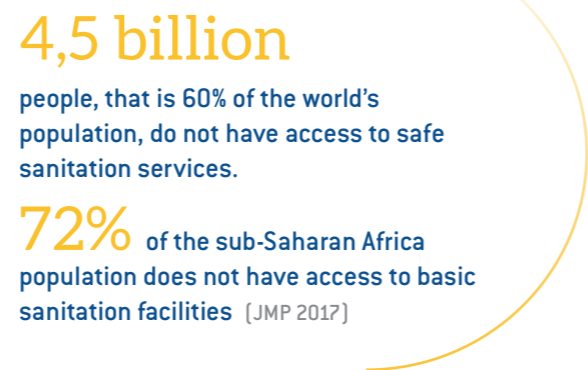 4,5 billion
people, that is 60% of the world's
population, do not have access to safe
sanitation services.
72% of the sub-Saharan Africa
population does not have access to basic
sanitation facilities (JMP 2017)